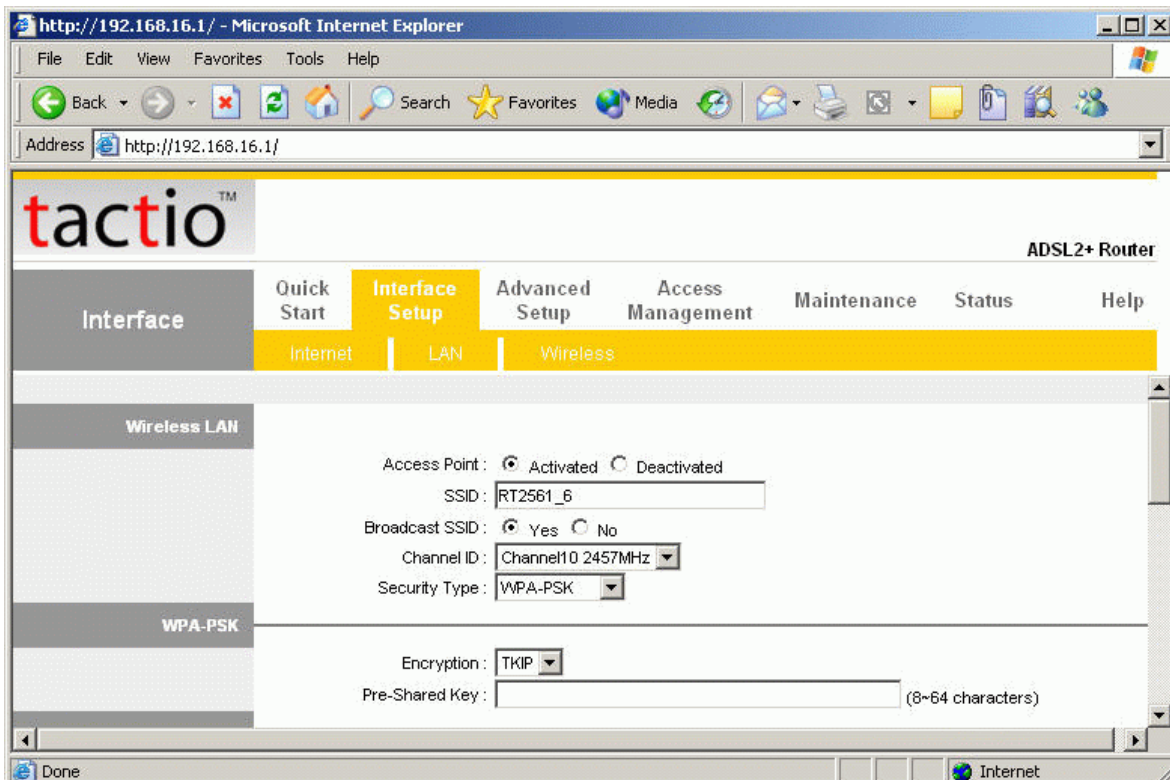 http://192.168.16.1/ - Microsoft Internet Explorer
File Edit View Favorites Tools Help
Back Search Favorites Media
Address http://192.168.16.1/
tactio™
ADSL2+ Router
Interface
Quick Start Interface Setup Advanced Setup Access Management Maintenance Status Help
Internet LAN Wireless
Wireless LAN
Access Point : Activated Deactivated
SSID : RT2561_6
Broadcast SSID : Yes No
Channel ID : Channel10 2457MHz
Security Type : WPA-PSK
WPA-PSK
Encryption : TKIP
Pre-Shared Key : (8~64 characters)
Done Internet